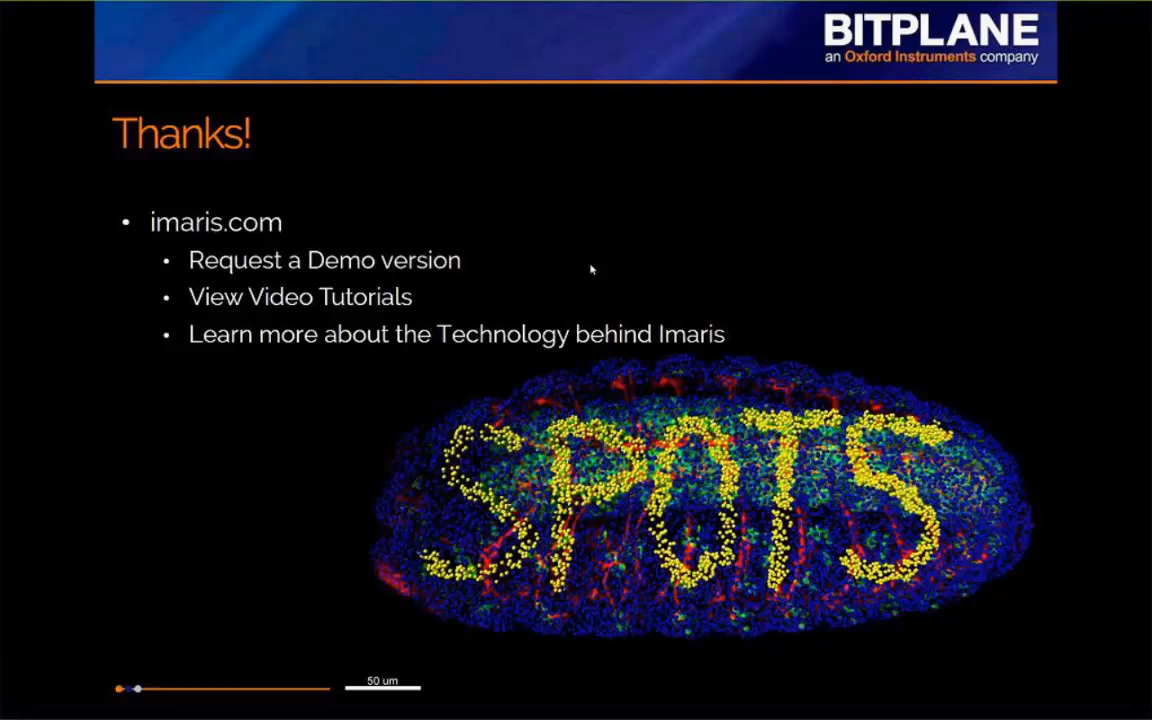 BITPLANE
an Oxford Instruments company
Thanks!
• imaris.com
• Request a Demo version
• View Video Tutorials
• Learn more about the Technology behind Imaris
SPOTS
50 um